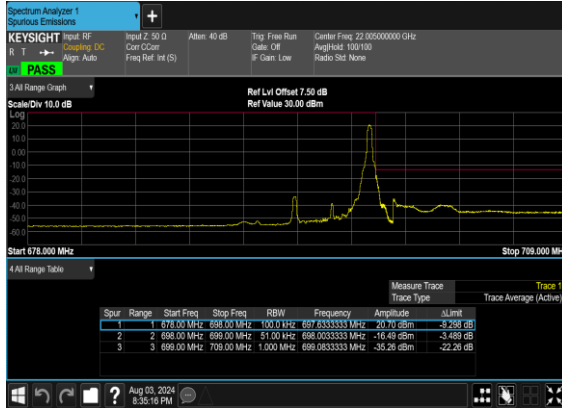 Spectrum Analyzer 1
Spurious Emissions
KEYSIGHT Input: RF Input Z: 50 Ω Atten: 40 dB Trig: Free Run Center Freq: 22.005000000 GHz
R T Coupling: DC Corr CCorr Gate: Off Avg|Hold: 100/100
Align: Auto Freq Ref: Int (S) IF Gain: Low Radio Std: None
PASS
3 All Range Graph
Ref Lvl Offset 7.50 dB
Scale/Div 10.0 dB Ref Value 30.00 dBm
Log
20.0
10.0
0.00
-10.0
-20.0
-30.0
-40.0
-50.0
-60.0
Start 678.000 MHz Stop 709.000 MHz
4 All Range Table
Measure Trace Trace 1
Trace Type Trace Average (Active)
Spur Range Start Freq Stop Freq RBW Frequency Amplitude ΔLimit
1 1 678.00 MHz 698.00 MHz 100.0 kHz 697.6333333 MHz 20.70 dBm -9.298 dB
2 2 698.00 MHz 699.00 MHz 51.00 kHz 698.0033333 MHz -16.49 dBm -3.489 dB
3 3 699.00 MHz 709.00 MHz 1.000 MHz 699.0833333 MHz -35.26 dBm -22.26 dB
Aug 03, 2024
8:35:16 PM